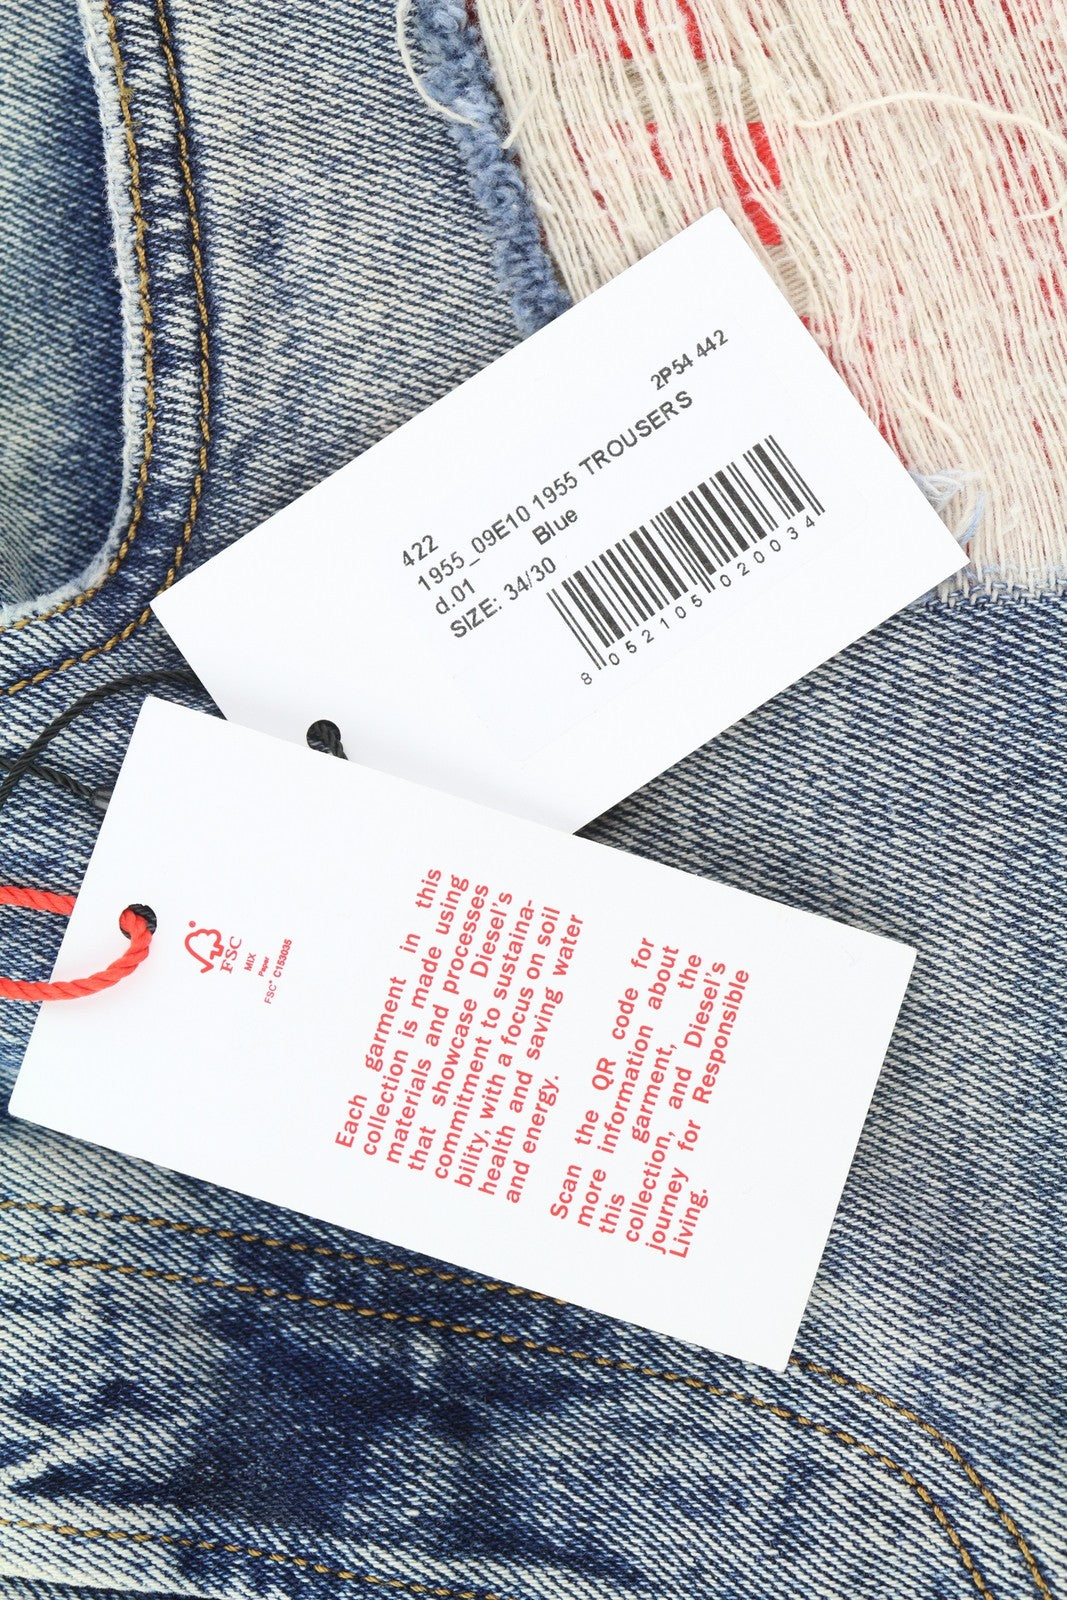 2P54 442
422
1955_09E10 1955 TROUSERS
d.01 Blue
SIZE: 34/30
8 052105 020034
®
FSC
MIX
Paper
FSC® C153035
Each garment in this
collection is made using
materials and processes
that showcase Diesel's
commitment to sustaina-
bility, with a focus on soil
health and saving water
and energy.
Scan the QR code for
more information about
this garment, the
collection, and Diesel's
journey for Responsible
Living.